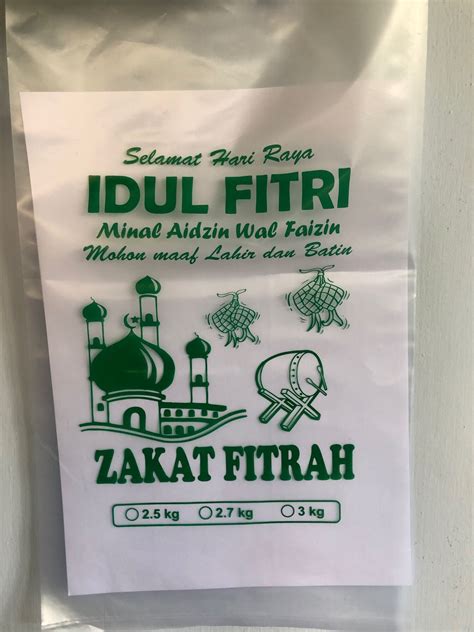 Selamat Hari Raya
IDUL FITRI
Minal Aidzin Wal Faizin
Mohon maaf Lahir dan Batin
ZAKAT FITRAH
2.5 kg 2.7 kg 3 kg